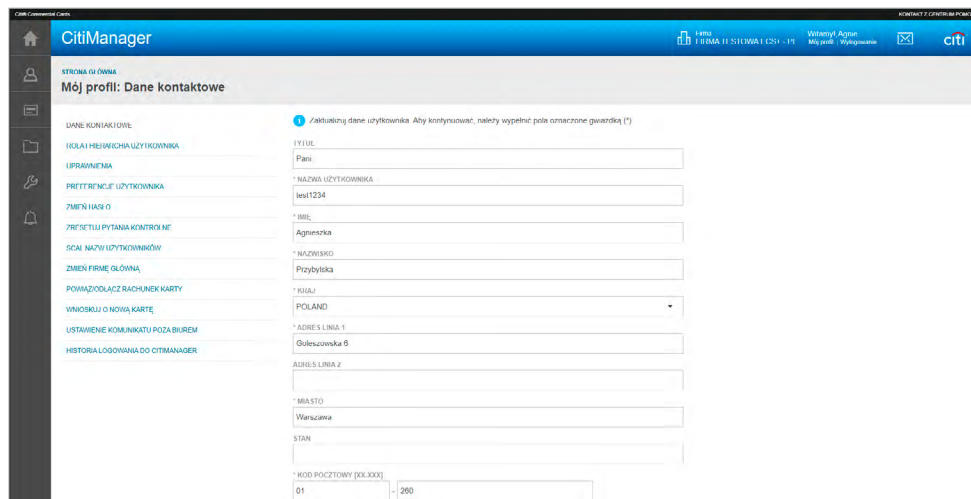 Citi® Commercial Cards
KONTAKT Z CENTRUM POMO
CitiManager
Firma
FIRMA TESTOWA ECS+ - PL
Witamy!, Agnie
Mój profil | Wylogowanie
citi
STRONA GŁÓWNA
Mój profil: Dane kontaktowe
DANE KONTAKTOWE
ROLA I HIERARCHIA UŻYTKOWNIKA
UPRAWNIENIA
PREFERENCJE UŻYTKOWNIKA
ZMIEŃ HASŁO
ZRESETUJ PYTANIA KONTROLNE
SCAL NAZW UŻYTKOWNIKÓW
ZMIEŃ FIRMĘ GŁÓWNĄ
POWIĄŻ/ODŁĄCZ RACHUNEK KARTY
WNIOSKUJ O NOWĄ KARTĘ
USTAWIENIE KOMUNIKATU POZA BIUREM
HISTORIA LOGOWANIA DO CITIMANAGER
Zaktualizuj dane użytkownika. Aby kontynuować, należy wypełnić pola oznaczone gwiazdką (*)
TYTUŁ
Pani
* NAZWA UŻYTKOWNIKA
test1234
* IMIĘ
Agnieszka
* NAZWISKO
Przybylska
* KRAJ
POLAND
* ADRES LINIA 1
Goleszowska 6
ADRES LINIA 2
* MIASTO
Warszawa
STAN
* KOD POCZTOWY [XX-XXX]
01 - 260